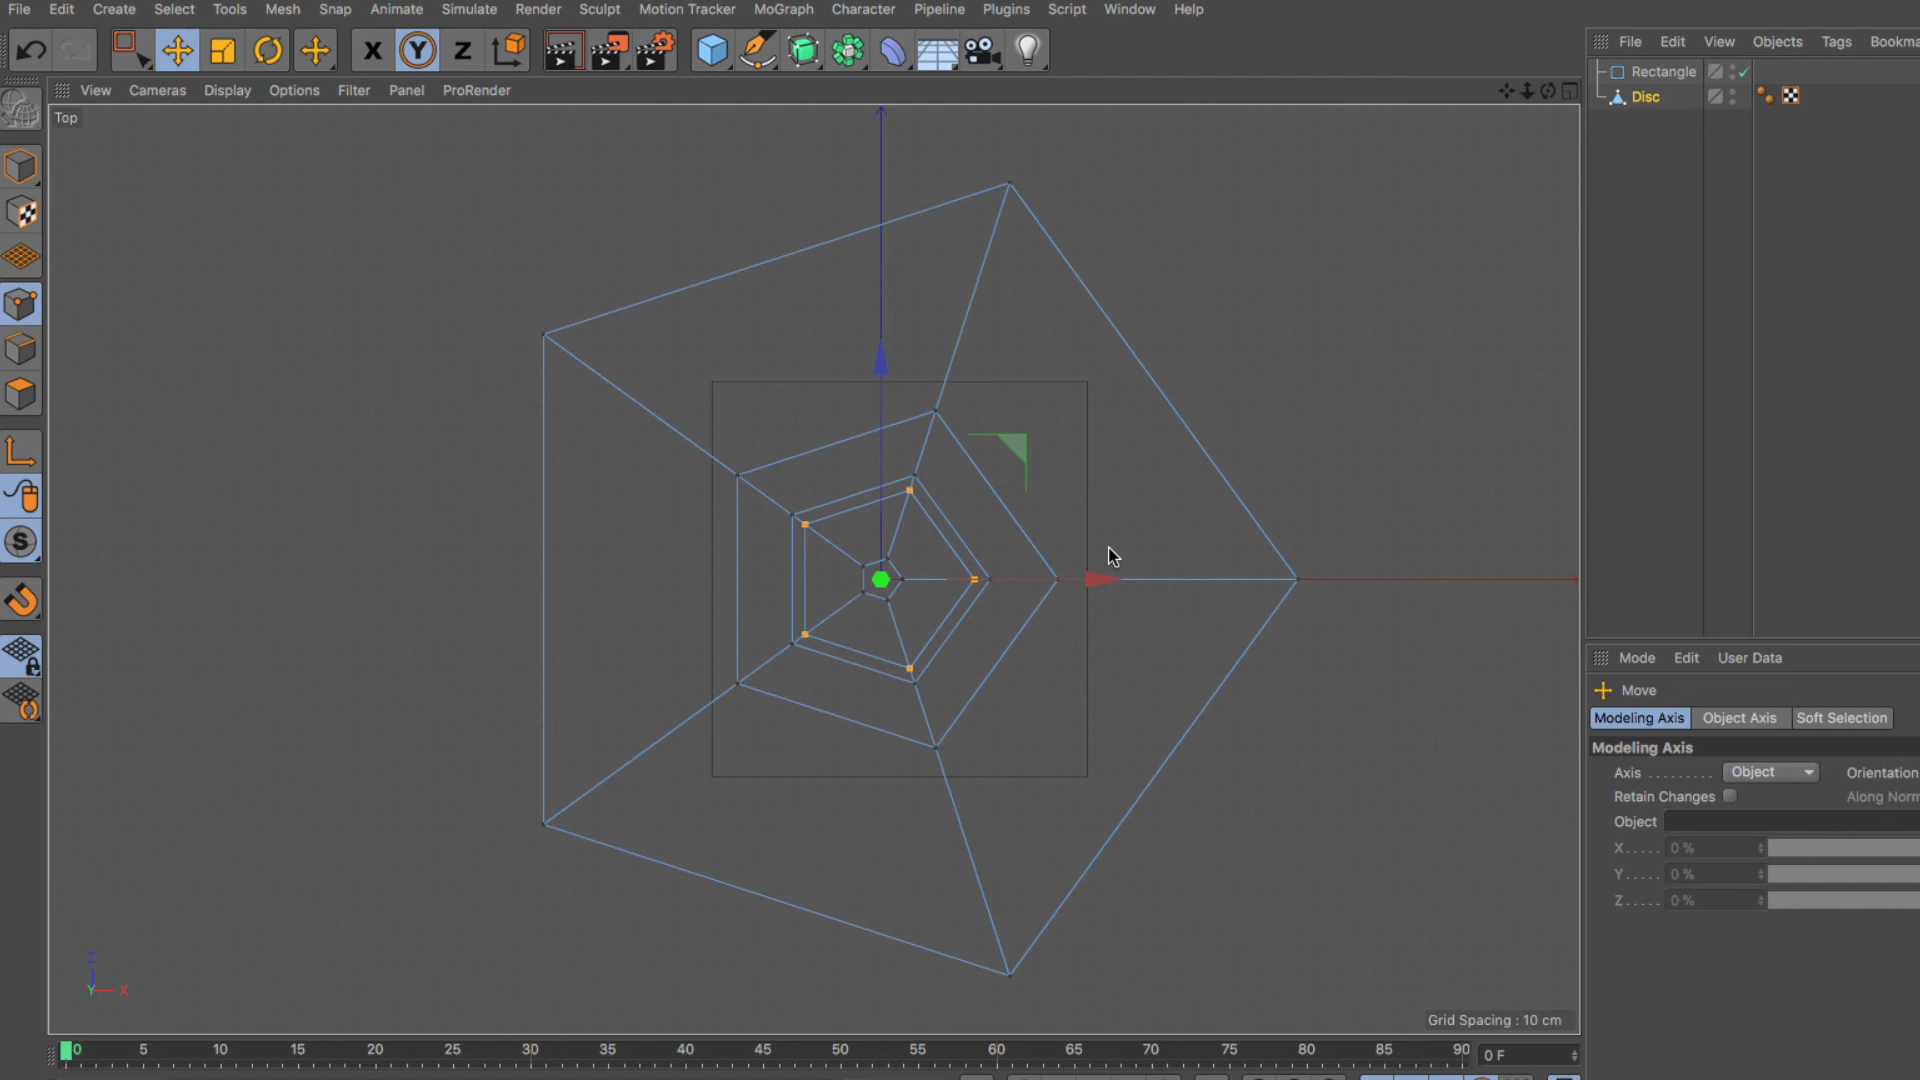 File Edit Create Select Tools Mesh Snap Animate Simulate Render Sculpt Motion Tracker MoGraph Character Pipeline Plugins Script Window Help
X Y Z
File Edit View Objects Tags Bookma
Rectangle
Disc
View Cameras Display Options Filter Panel ProRender
Top
S
Z
Y X
Grid Spacing : 10 cm
0 5 10 15 20 25 30 35 40 45 50 55 60 65 70 75 80 85 90
0 F
Mode Edit User Data
Move
Modeling Axis Object Axis Soft Selection
Modeling Axis
Axis . . . . . . . . . Object Orientation
Retain Changes Along Norm
Object
X. . . . . 0 %
Y. . . . . 0 %
Z. . . . . 0 %